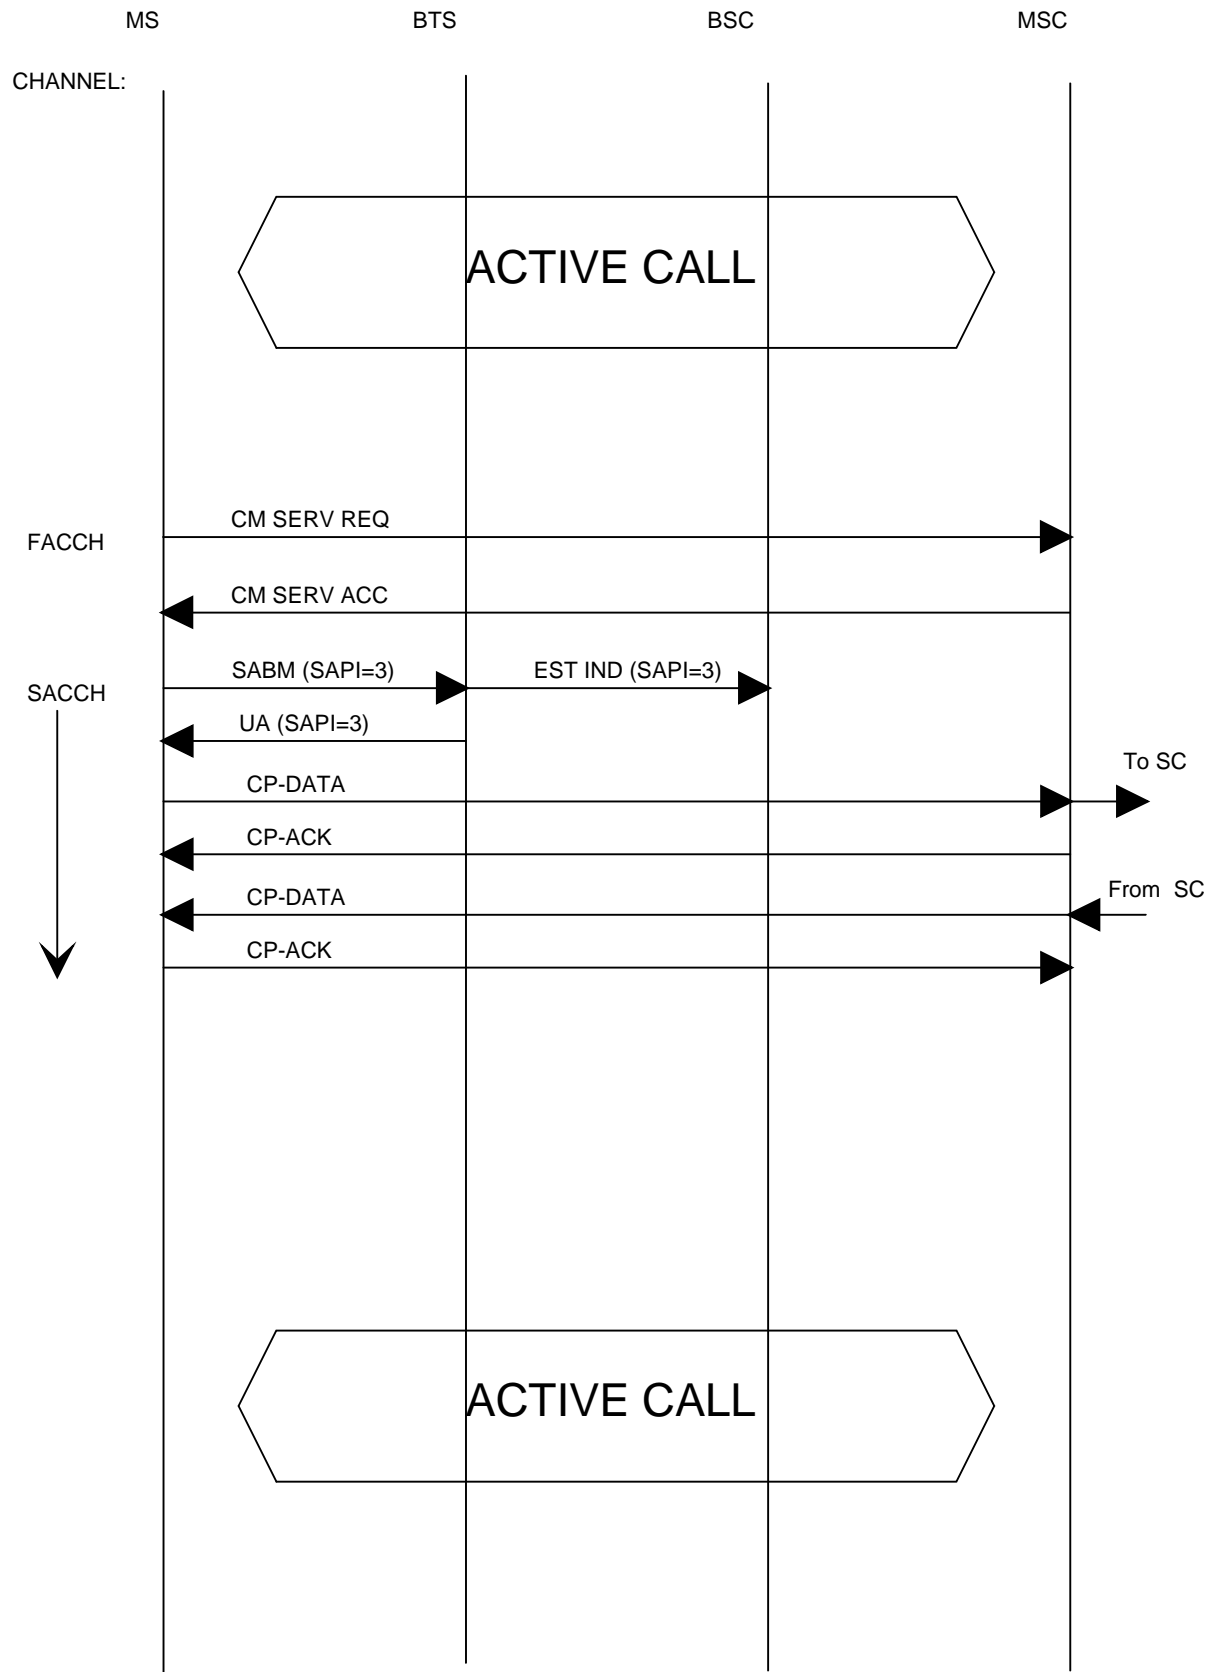 MS BTS BSC MSC
CHANNEL:
ACTIVE CALL
CM SERV REQ
FACCH
CM SERV ACC
SABM (SAPI=3) EST IND (SAPI=3)
SACCH
UA (SAPI=3)
To SC
CP-DATA
CP-ACK
From SC
CP-DATA
CP-ACK
ACTIVE CALL